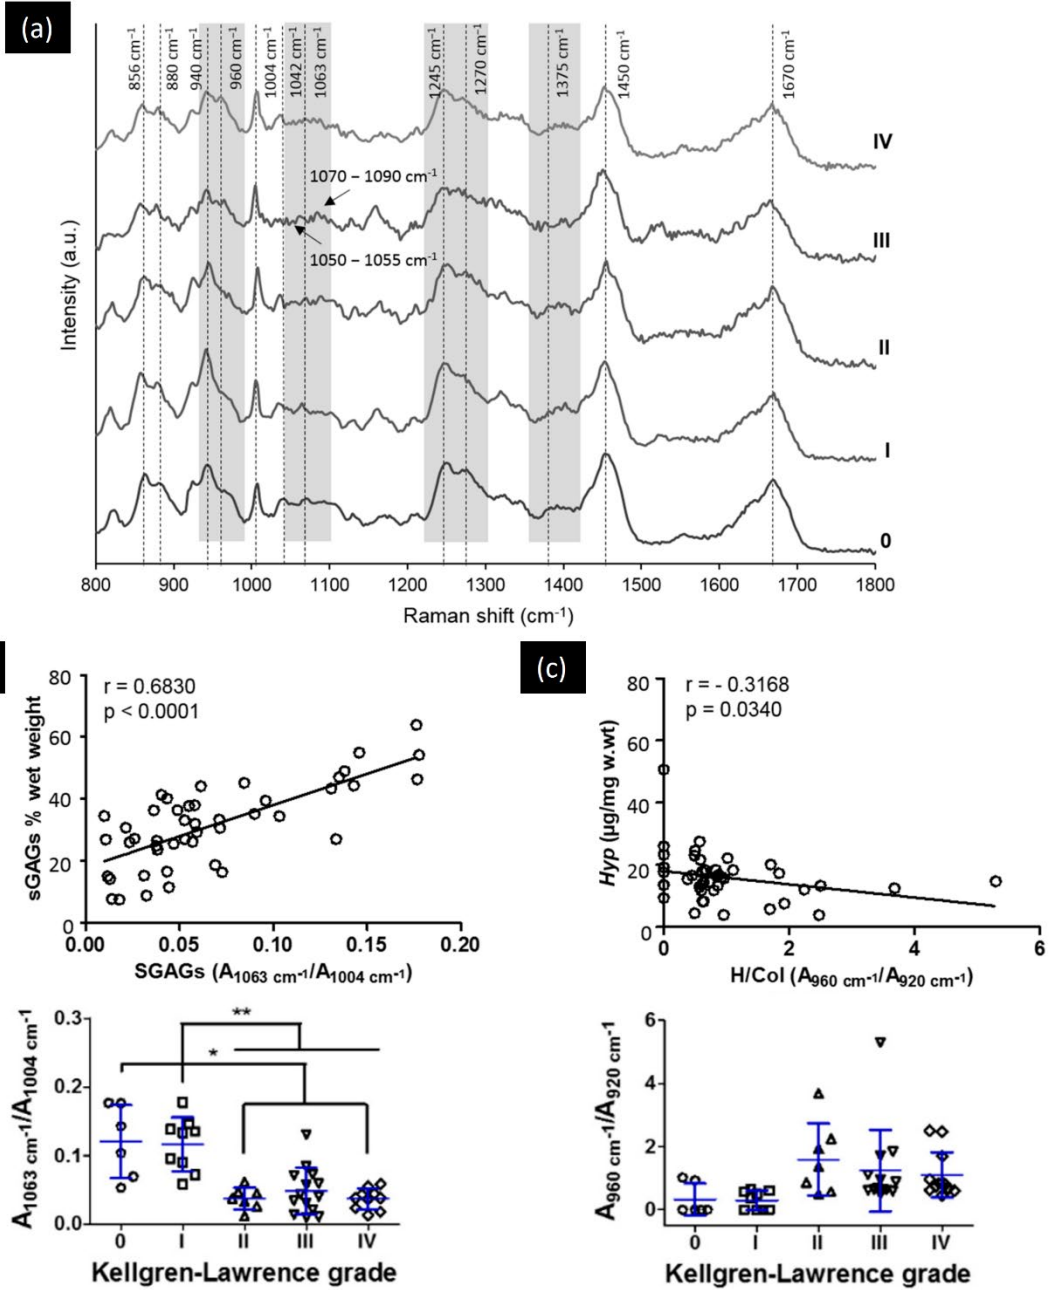 (a)
856 cm⁻¹
880 cm⁻¹
940 cm⁻¹
960 cm⁻¹
1004 cm⁻¹
1042 cm⁻¹
1063 cm⁻¹
1245 cm⁻¹
1270 cm⁻¹
1375 cm⁻¹
1450 cm⁻¹
1670 cm⁻¹
IV
1070 – 1090 cm⁻¹
III
1050 – 1055 cm⁻¹
II
I
0
Intensity (a.u.)
800 900 1000 1100 1200 1300 1400 1500 1600 1700 1800
Raman shift (cm⁻¹)
r = 0.6830
p < 0.0001
80
60
40
20
0
sGAGs % wet weight
0.00 0.05 0.10 0.15 0.20
SGAGs (A1063 cm⁻¹/A1004 cm⁻¹)
(c)
r = - 0.3168
p = 0.0340
80
60
40
20
0
Hyp (µg/mg w.wt)
0 2 4 6
H/Col (A960 cm⁻¹/A920 cm⁻¹)
**
*
0.3
0.2
0.1
0.0
A1063 cm⁻¹/A1004 cm⁻¹
0 I II III IV
Kellgren-Lawrence grade
6
4
2
0
A960 cm⁻¹/A920 cm⁻¹
0 I II III IV
Kellgren-Lawrence grade